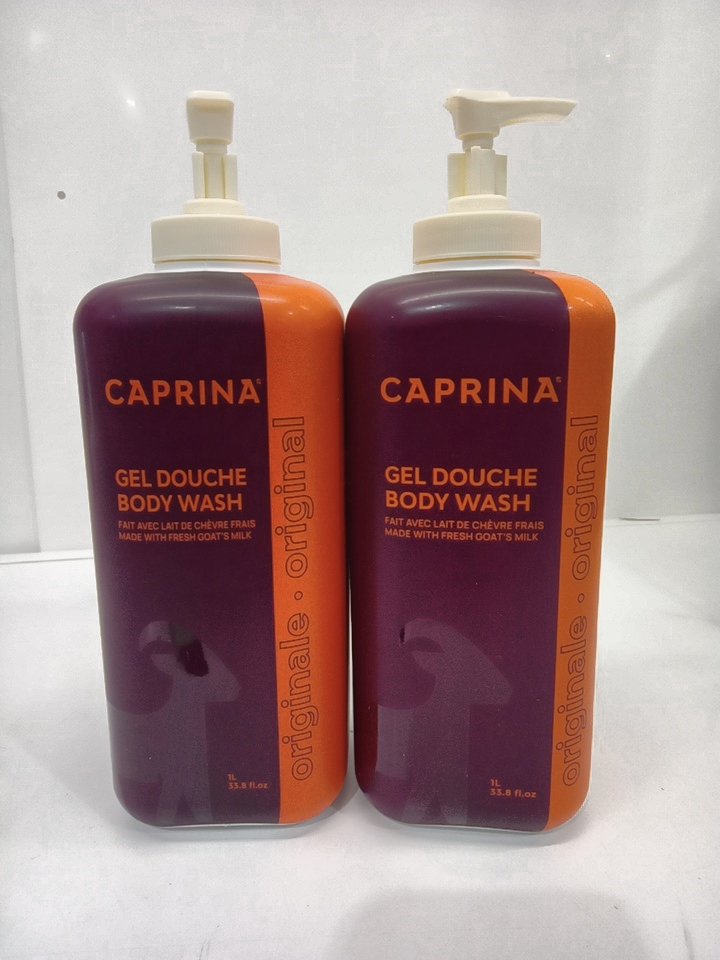 CAPRINA
GEL DOUCHE
BODY WASH
FAIT AVEC LAIT DE CHÈVRE FRAIS
MADE WITH FRESH GOAT'S MILK
originale · original
1L
33.8 fl.oz
CAPRINA
GEL DOUCHE
BODY WASH
FAIT AVEC LAIT DE CHÈVRE FRAIS
MADE WITH FRESH GOAT'S MILK
originale · original
1L
33.8 fl.oz